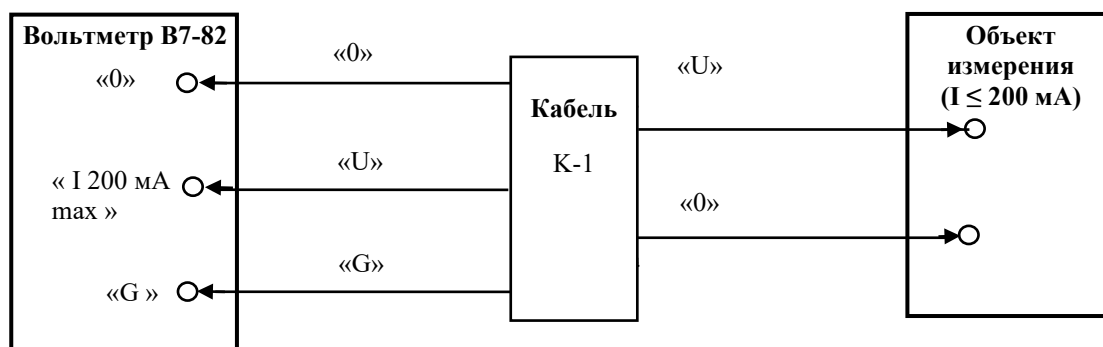 Вольтметр В7-82
«0»
« I 200 мА
max »
«G »
«0»
«U»
«G»
Кабель
К-1
«U»
«0»
Объект
измерения
(I ≤ 200 мА)